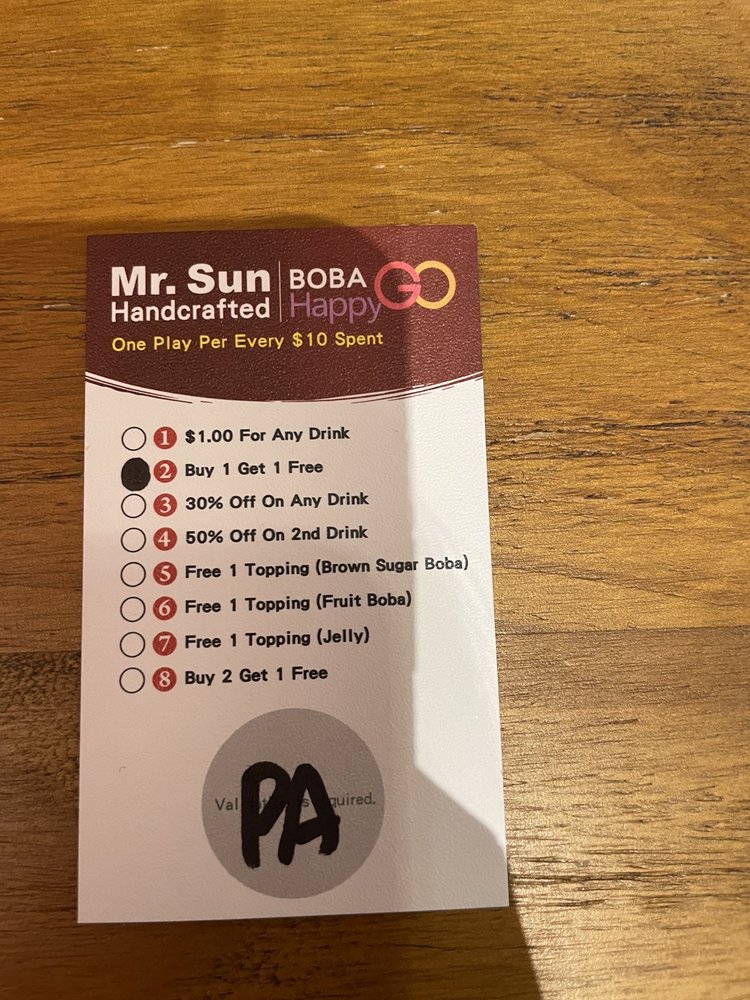 Mr. Sun
Handcrafted
BOBA
Happy GO
One Play Per Every $10 Spent
1 $1.00 For Any Drink
2 Buy 1 Get 1 Free
3 30% Off On Any Drink
4 50% Off On 2nd Drink
5 Free 1 Topping (Brown Sugar Boba)
6 Free 1 Topping (Fruit Boba)
7 Free 1 Topping (Jelly)
8 Buy 2 Get 1 Free
PA